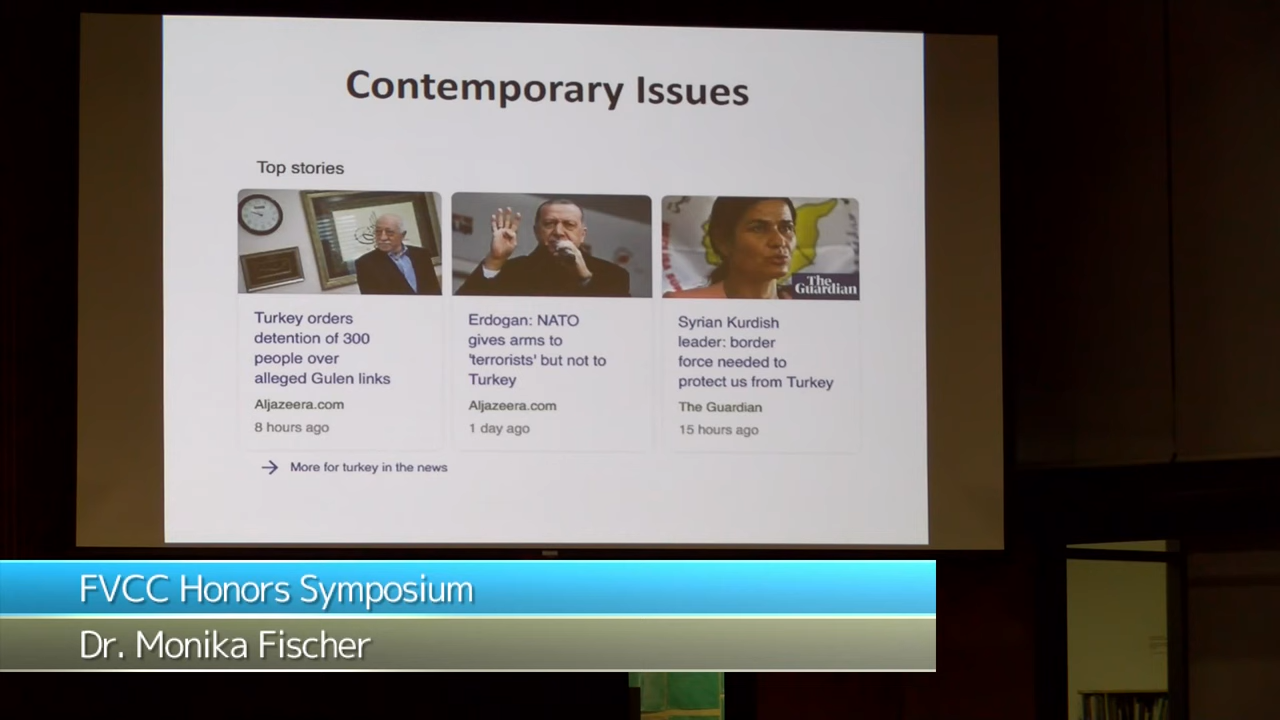 Contemporary Issues
Top stories
Turkey orders
detention of 300
people over
alleged Gulen links
Aljazeera.com
8 hours ago
Erdogan: NATO
gives arms to
'terrorists' but not to
Turkey
Aljazeera.com
1 day ago
The
Guardian
Syrian Kurdish
leader: border
force needed to
protect us from Turkey
The Guardian
15 hours ago
More for turkey in the news
FVCC Honors Symposium
Dr. Monika Fischer